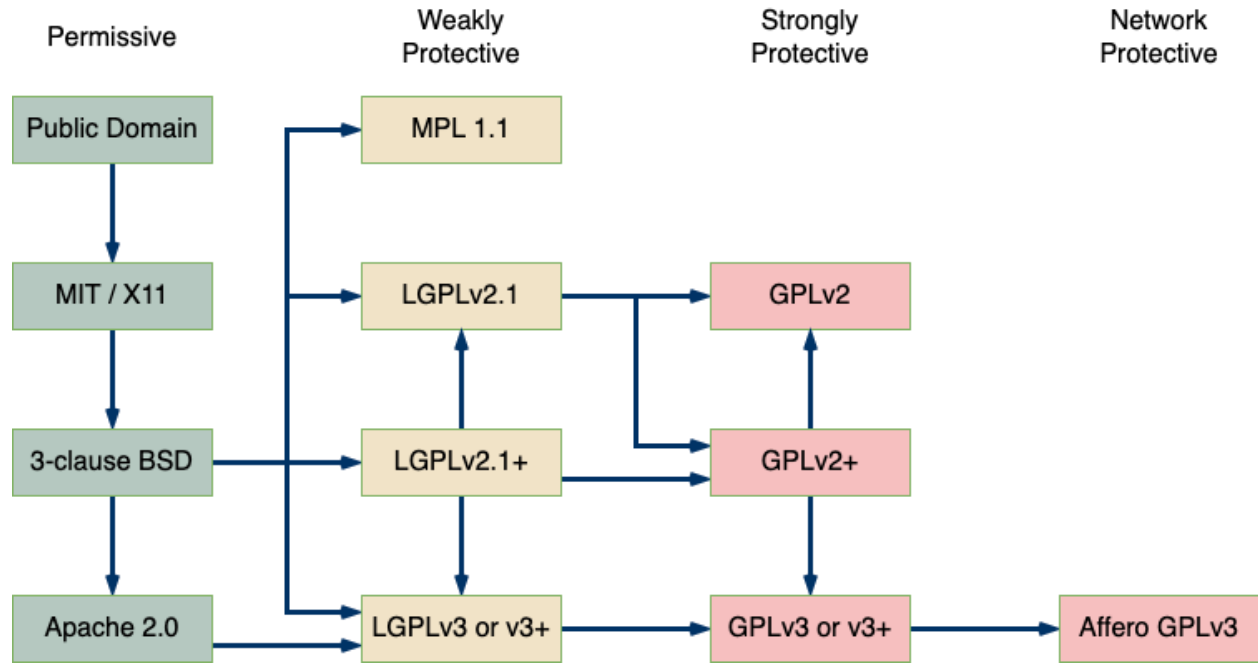 Permissive
Weakly
Protective
Strongly
Protective
Network
Protective
Public Domain
MPL 1.1
MIT / X11
LGPLv2.1
GPLv2
3-clause BSD
LGPLv2.1+
GPLv2+
Apache 2.0
LGPLv3 or v3+
GPLv3 or v3+
Affero GPLv3